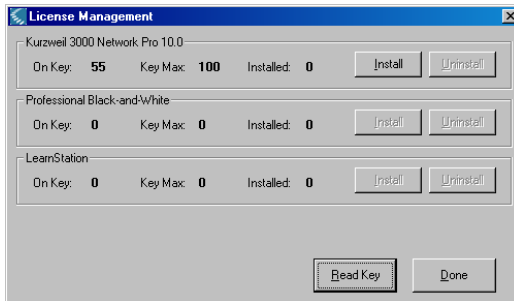 License Management
Kurzweil 3000 Network Pro 10.0
On Key: 55 Key Max: 100 Installed: 0 Install Uninstall
Professional Black-and-White
On Key: 0 Key Max: 0 Installed: 0 Install Uninstall
LearnStation
On Key: 0 Key Max: 0 Installed: 0 Install Uninstall
Read Key Done